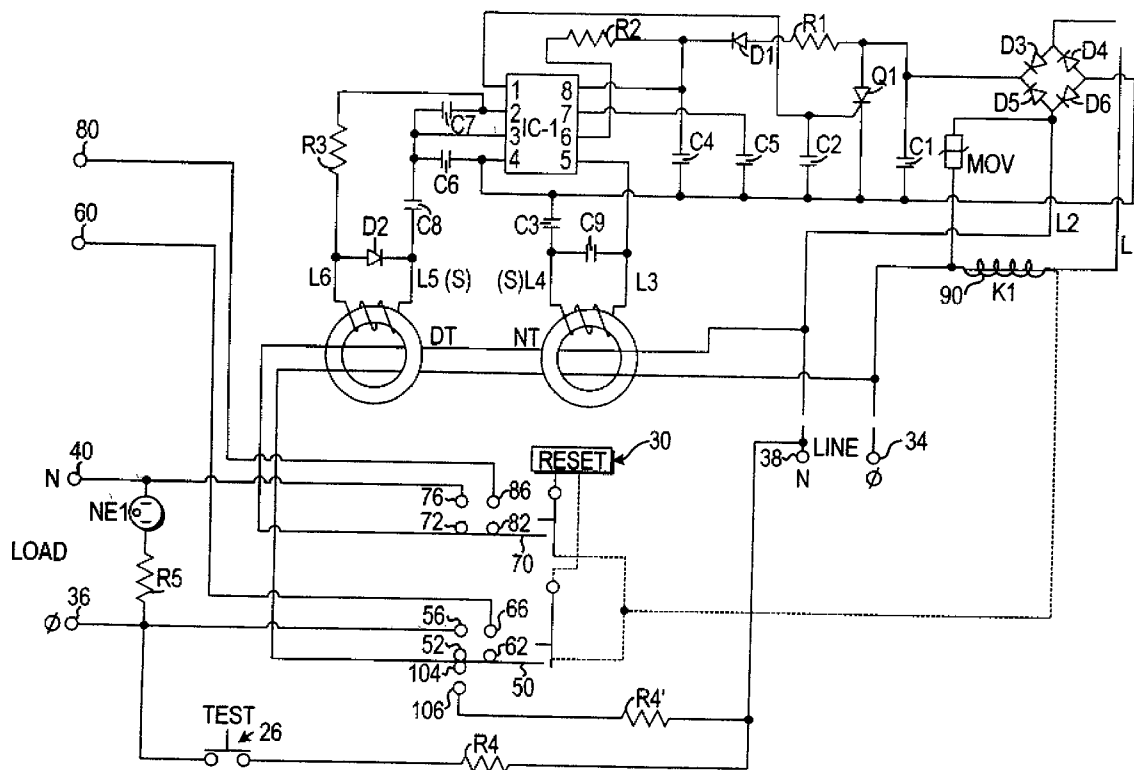 R2
R1
D3
D4
D1
Q1
D5
D6
1
8
2
7
3
IC-1
6
4
5
C7
R3
C6
C4
C5
C2
C1
MOV
80
60
C8
C3
C9
L2
L
D2
L6
L5
(S)
(S)L4
L3
90
K1
DT
NT
RESET
30
38
LINE
34
N
Ø
40
N
76
86
NE1
72
82
70
LOAD
R5
36
Ø
56
66
52
62
104
50
106
R4'
TEST
26
R4